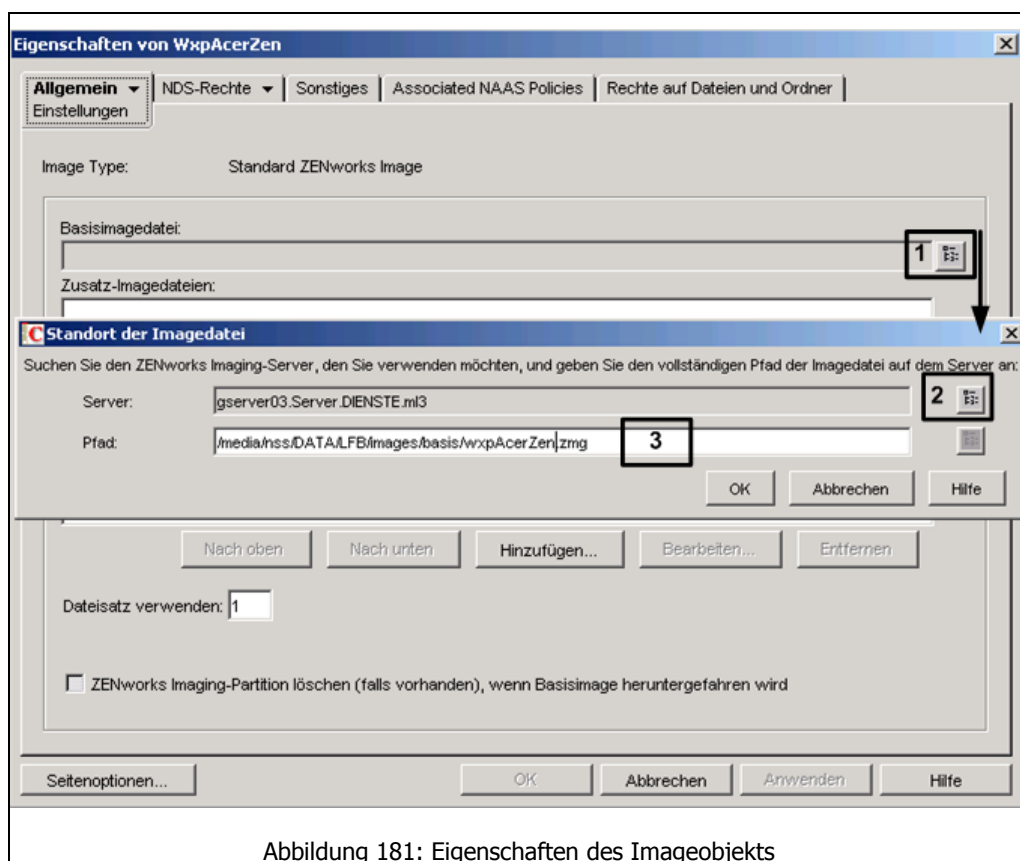 Eigenschaften von WxpAcerZen
Allgemein NDS-Rechte Sonstiges Associated NAAS Policies Rechte auf Dateien und Ordner
Einstellungen
Image Type: Standard ZENworks Image
Basisimagedatei:
1
Zusatz-Imagedateien:
Standort der Imagedatei
Suchen Sie den ZENworks Imaging-Server, den Sie verwenden möchten, und geben Sie den vollständigen Pfad der Imagedatei auf dem Server an:
Server: gserver03.Server.DIENSTE.ml3 2
Pfad: /media/nss/DATA/LFB/images/basis/wxpAcerZen.zmg 3
OK Abbrechen Hilfe
Nach oben Nach unten Hinzufügen... Bearbeiten... Entfernen
Dateisatz verwenden: 1
ZENworks Imaging-Partition löschen (falls vorhanden), wenn Basisimage heruntergefahren wird
Seitenoptionen... OK Abbrechen Anwenden Hilfe
Abbildung 181: Eigenschaften des Imageobjekts